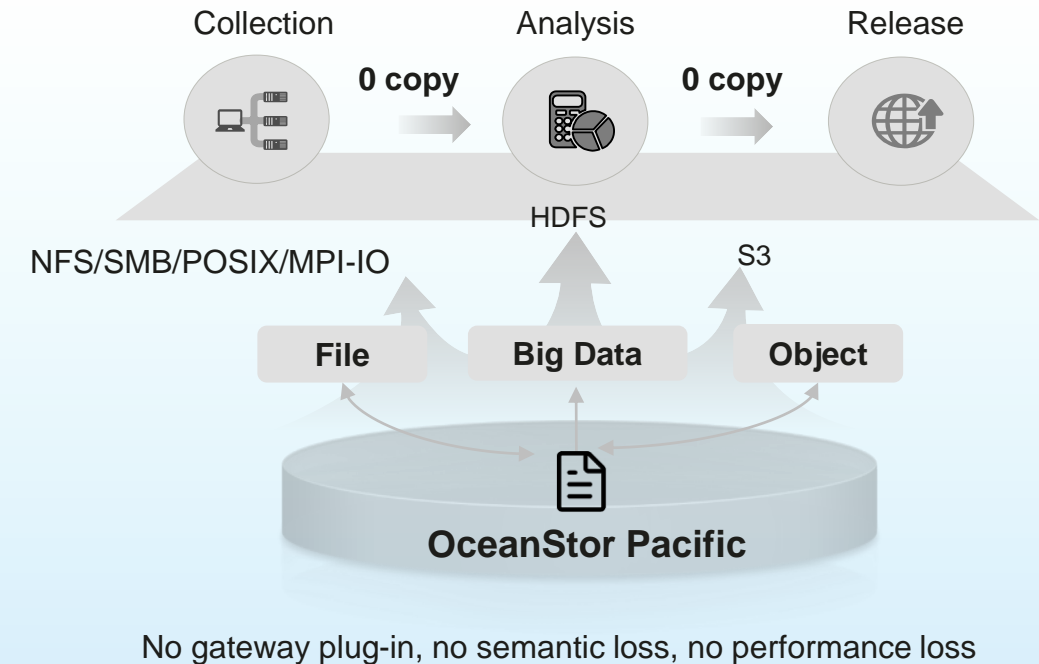 Collection
Analysis
Release
0 copy
0 copy
HDFS
NFS/SMB/POSIX/MPI-IO
S3
File
Big Data
Object
OceanStor Pacific
No gateway plug-in, no semantic loss, no performance loss